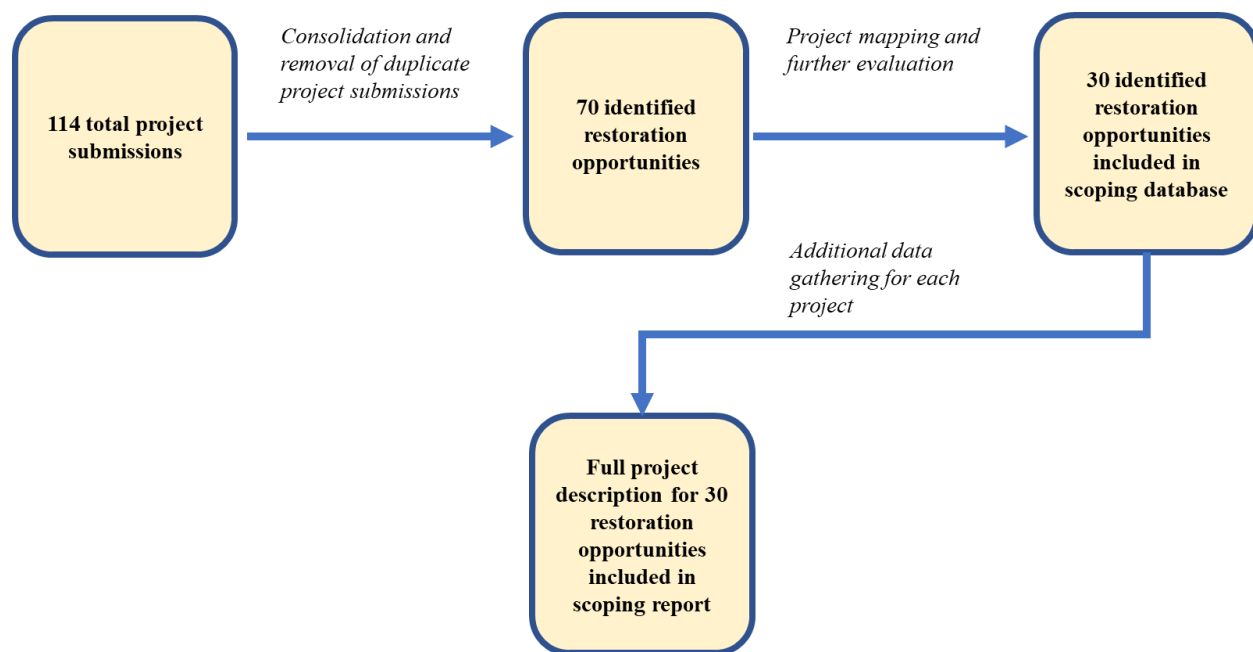 114 total project
submissions
Consolidation and
removal of duplicate
project submissions
70 identified
restoration
opportunities
Project mapping and
further evaluation
30 identified
restoration
opportunities
included in
scoping database
Additional data
gathering for each
project
Full project
description for 30
restoration
opportunities
included in
scoping report